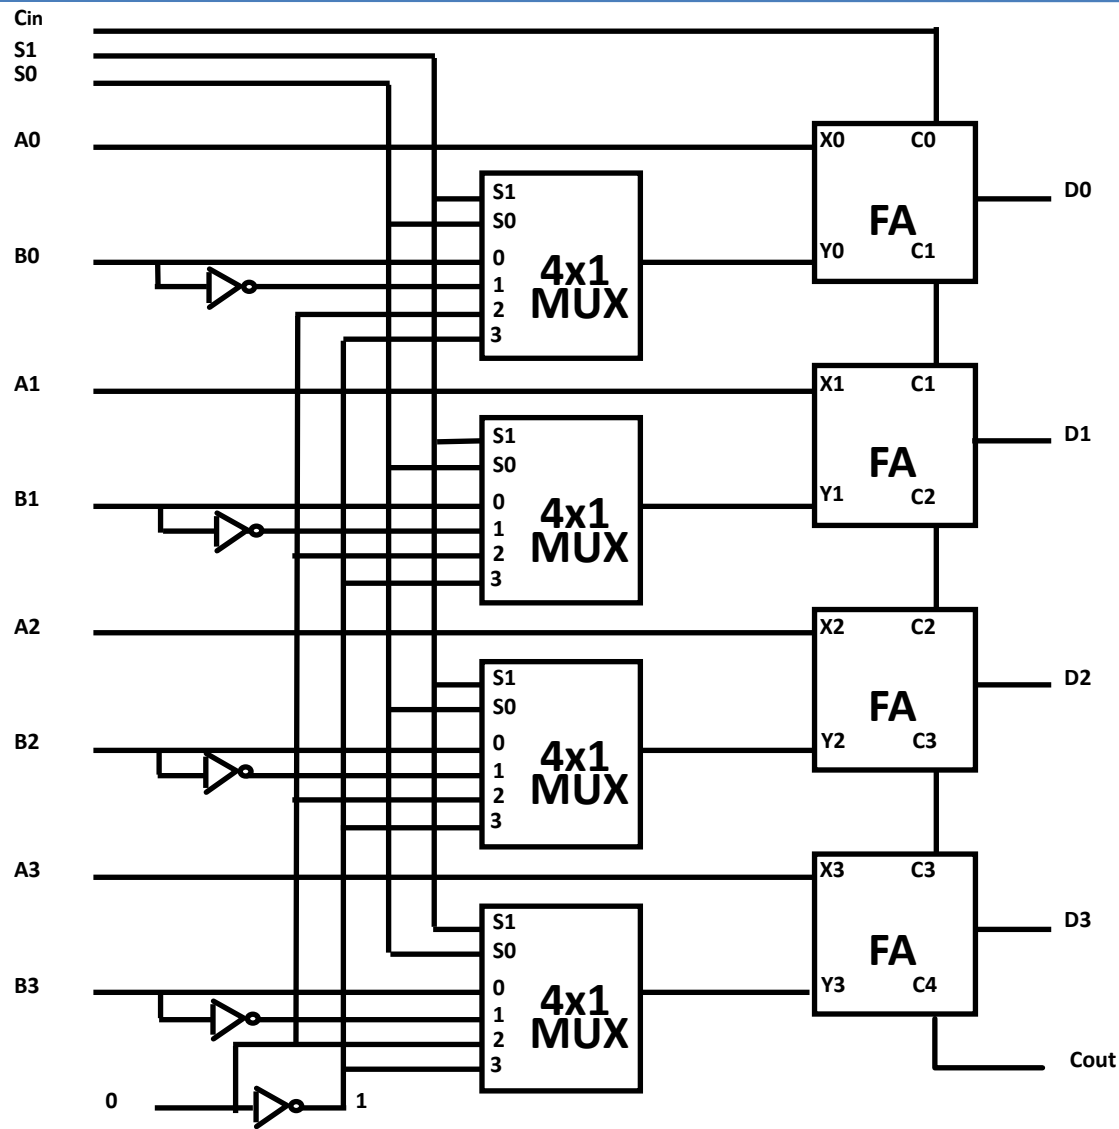 Cin
S1
S0
A0
X0 C0
S1
D0
S0
FA
B0
0
Y0 C1
4x1
1
MUX
2
3
A1
X1 C1
S1
D1
S0
FA
B1
0
Y1 C2
4x1
1
MUX
2
3
A2
X2 C2
S1
D2
S0
FA
B2
0
Y2 C3
4x1
1
MUX
2
3
A3
X3 C3
S1
D3
S0
FA
B3
0
Y3 C4
4x1
1
MUX
2
3
Cout
0
1